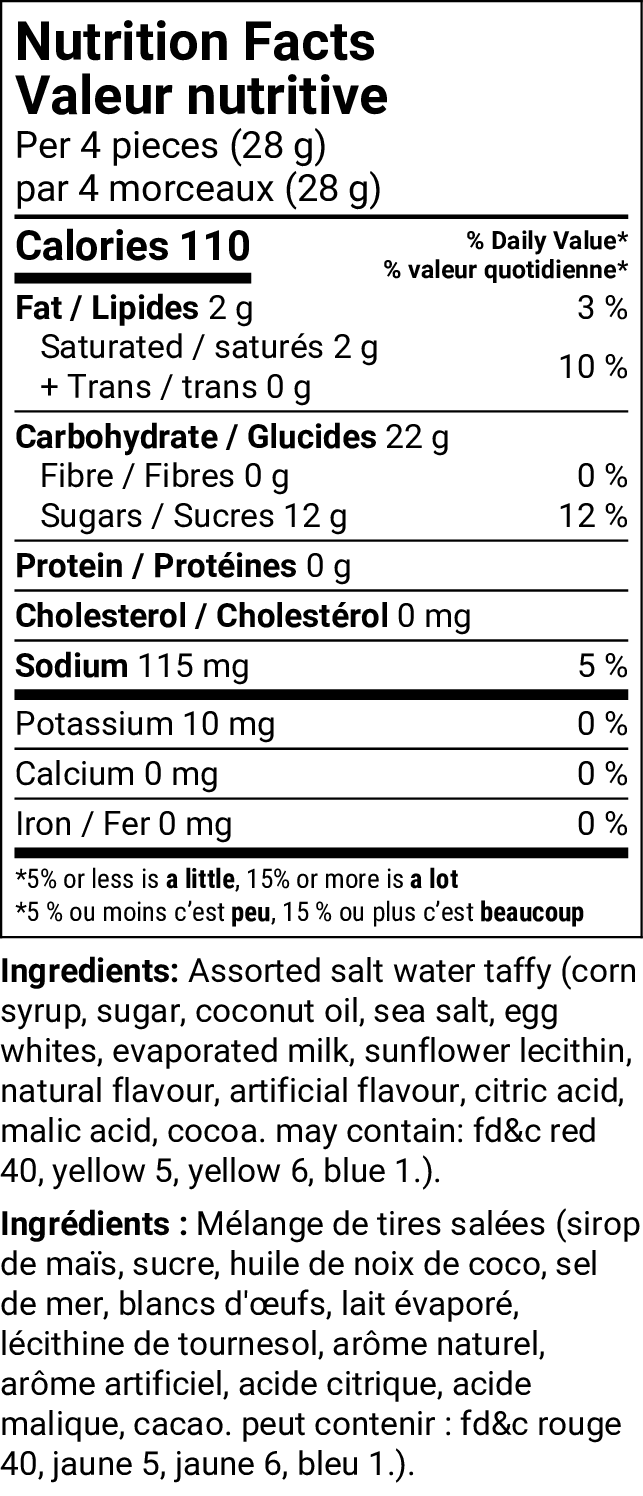 Nutrition Facts
Valeur nutritive
Per 4 pieces (28 g)
par 4 morceaux (28 g)
Calories 110
% Daily Value*
% valeur quotidienne*
Fat / Lipides 2 g 3 %
Saturated / saturés 2 g
+ Trans / trans 0 g
10 %
Carbohydrate / Glucides 22 g
Fibre / Fibres 0 g 0 %
Sugars / Sucres 12 g 12 %
Protein / Protéines 0 g
Cholesterol / Cholestérol 0 mg
Sodium 115 mg 5 %
Potassium 10 mg 0 %
Calcium 0 mg 0 %
Iron / Fer 0 mg 0 %
*5% or less is a little, 15% or more is a lot
*5 % ou moins c’est peu, 15 % ou plus c’est beaucoup
Ingredients: Assorted salt water taffy (corn
syrup, sugar, coconut oil, sea salt, egg
whites, evaporated milk, sunflower lecithin,
natural flavour, artificial flavour, citric acid,
malic acid, cocoa. may contain: fd&c red
40, yellow 5, yellow 6, blue 1.).
Ingrédients : Mélange de tires salées (sirop
de maïs, sucre, huile de noix de coco, sel
de mer, blancs d'œufs, lait évaporé,
lécithine de tournesol, arôme naturel,
arôme artificiel, acide citrique, acide
malique, cacao. peut contenir : fd&c rouge
40, jaune 5, jaune 6, bleu 1.).